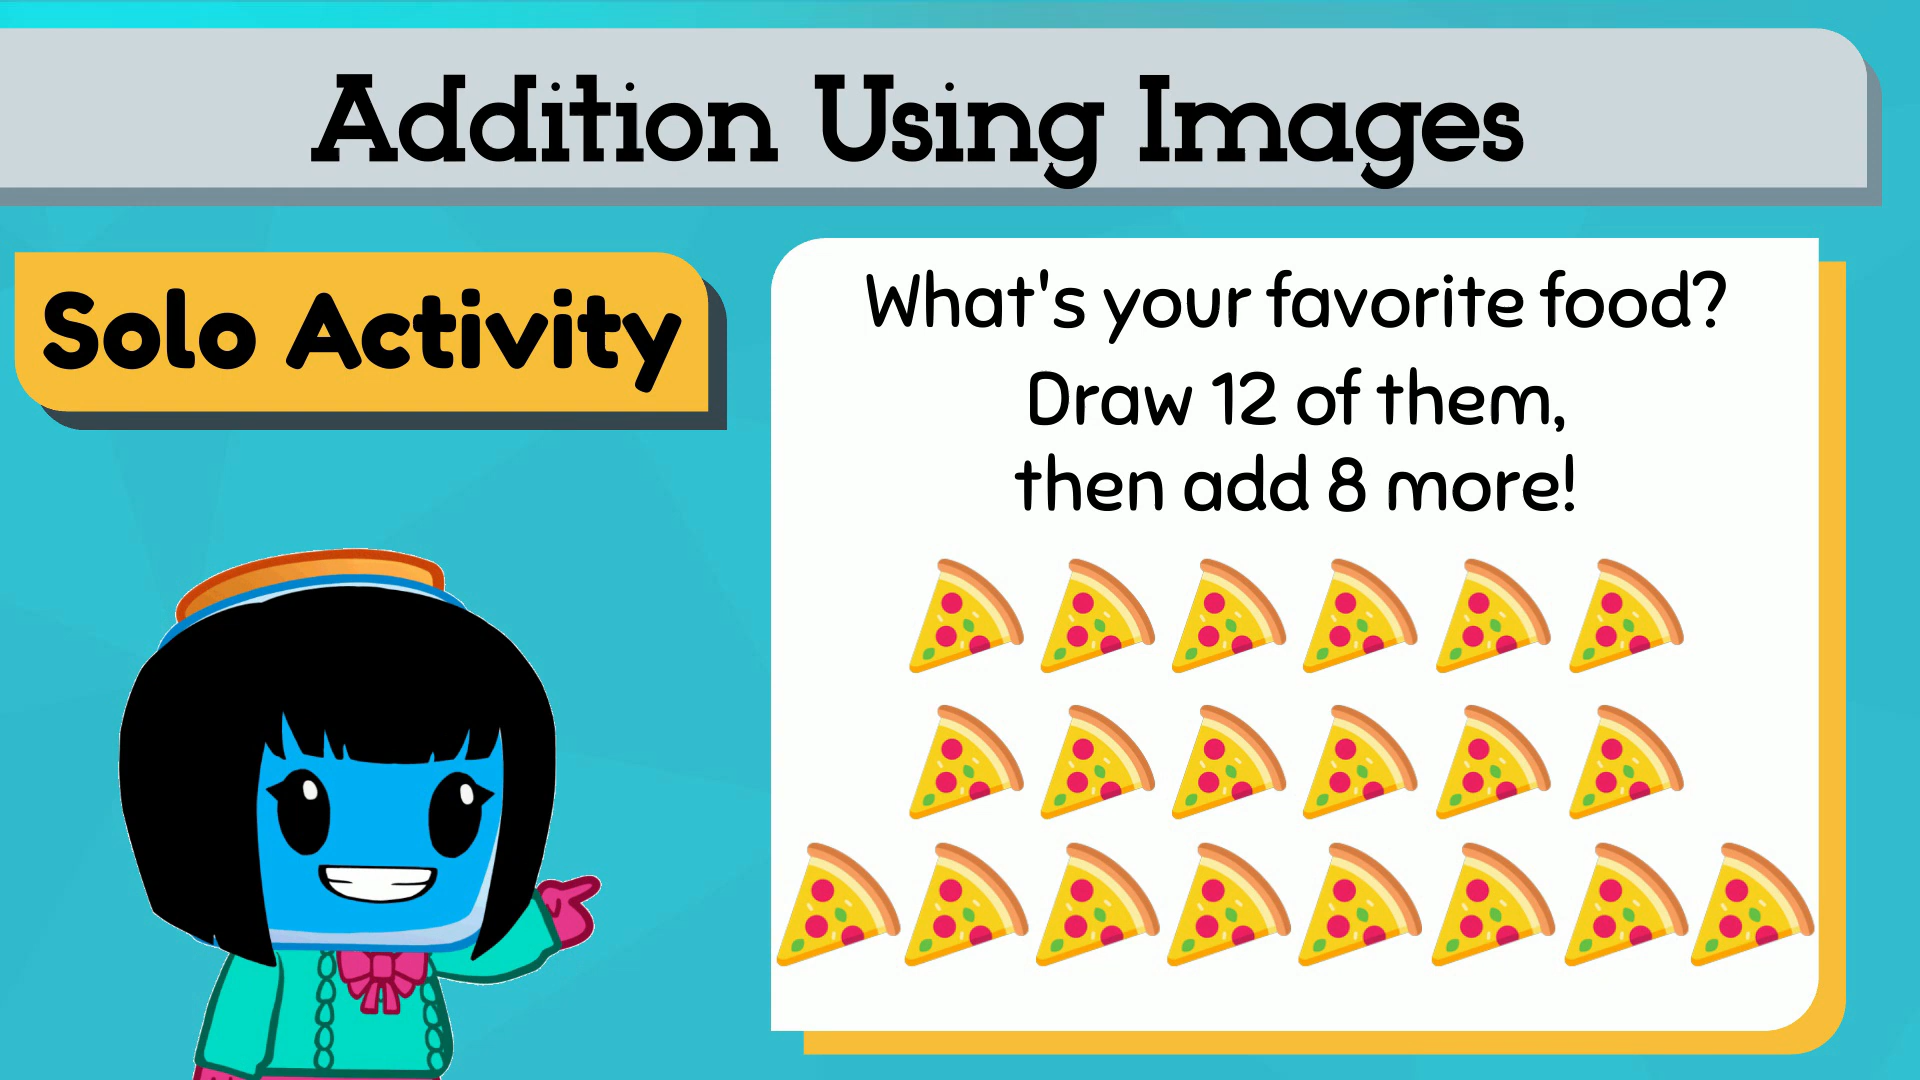 Addition Using Images
Solo Activity
What's your favorite food?
Draw 12 of them,
then add 8 more!